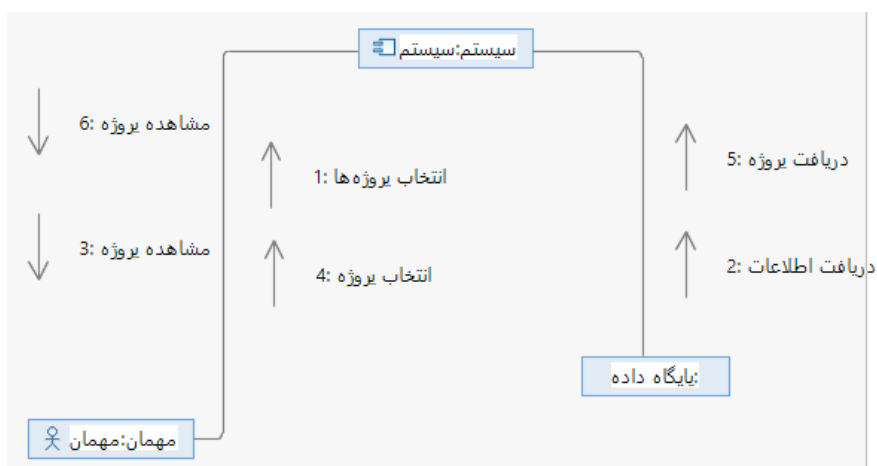 سیستم:سیستم
6: مشاهده پروژه
1: انتخاب پروژه‌ها
5: دریافت پروژه
3: مشاهده پروژه
4: انتخاب پروژه
2: دریافت اطلاعات
:پایگاه داده
مهمان:مهمان